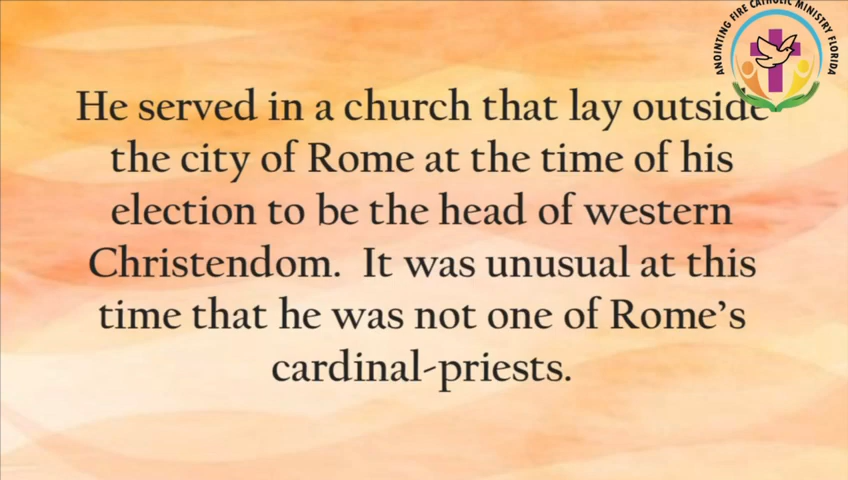 ANOINTING FIRE CATHOLIC MINISTRY FLORIDA
He served in a church that lay outside
the city of Rome at the time of his
election to be the head of western
Christendom.  It was unusual at this
time that he was not one of Rome’s
cardinal-priests.